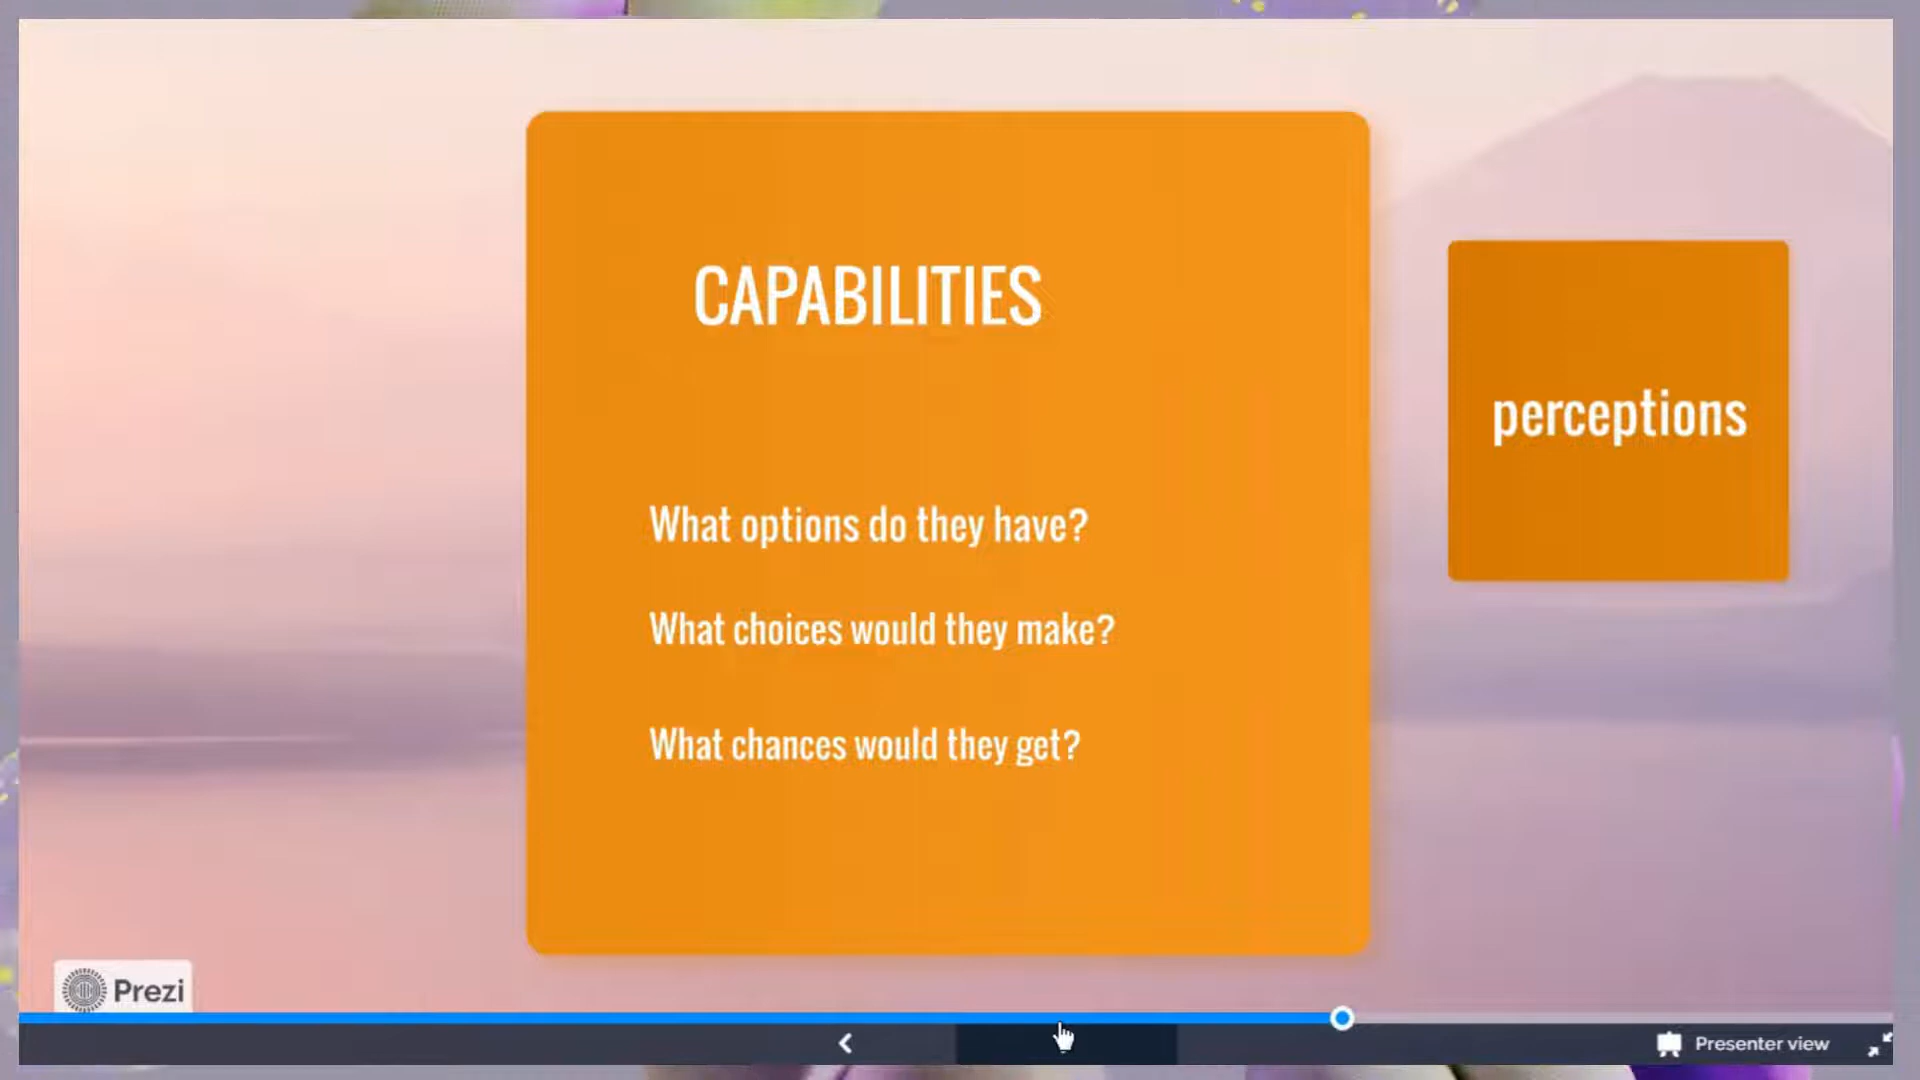 CAPABILITIES
What options do they have?
What choices would they make?
What chances would they get?
perceptions
Prezi
Presenter view